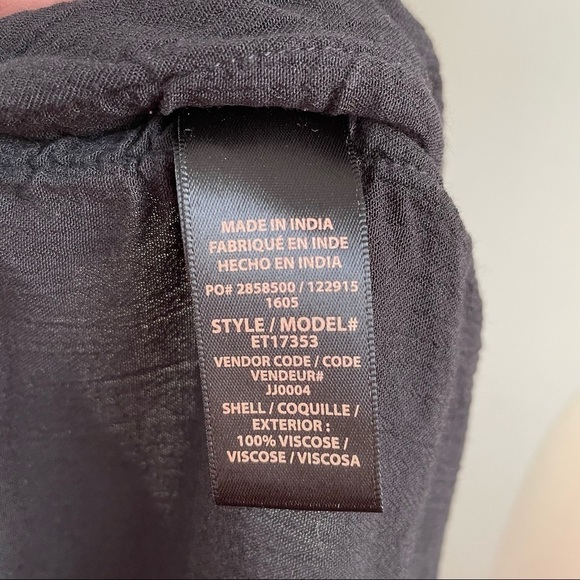 MADE IN INDIA
FABRIQUÉ EN INDE
HECHO EN INDIA
PO# 2858500 / 122915
1605
STYLE / MODEL#
ET17353
VENDOR CODE / CODE
VENDEUR#
JJ0004
SHELL / COQUILLE /
EXTERIOR :
100% VISCOSE /
VISCOSE / VISCOSA